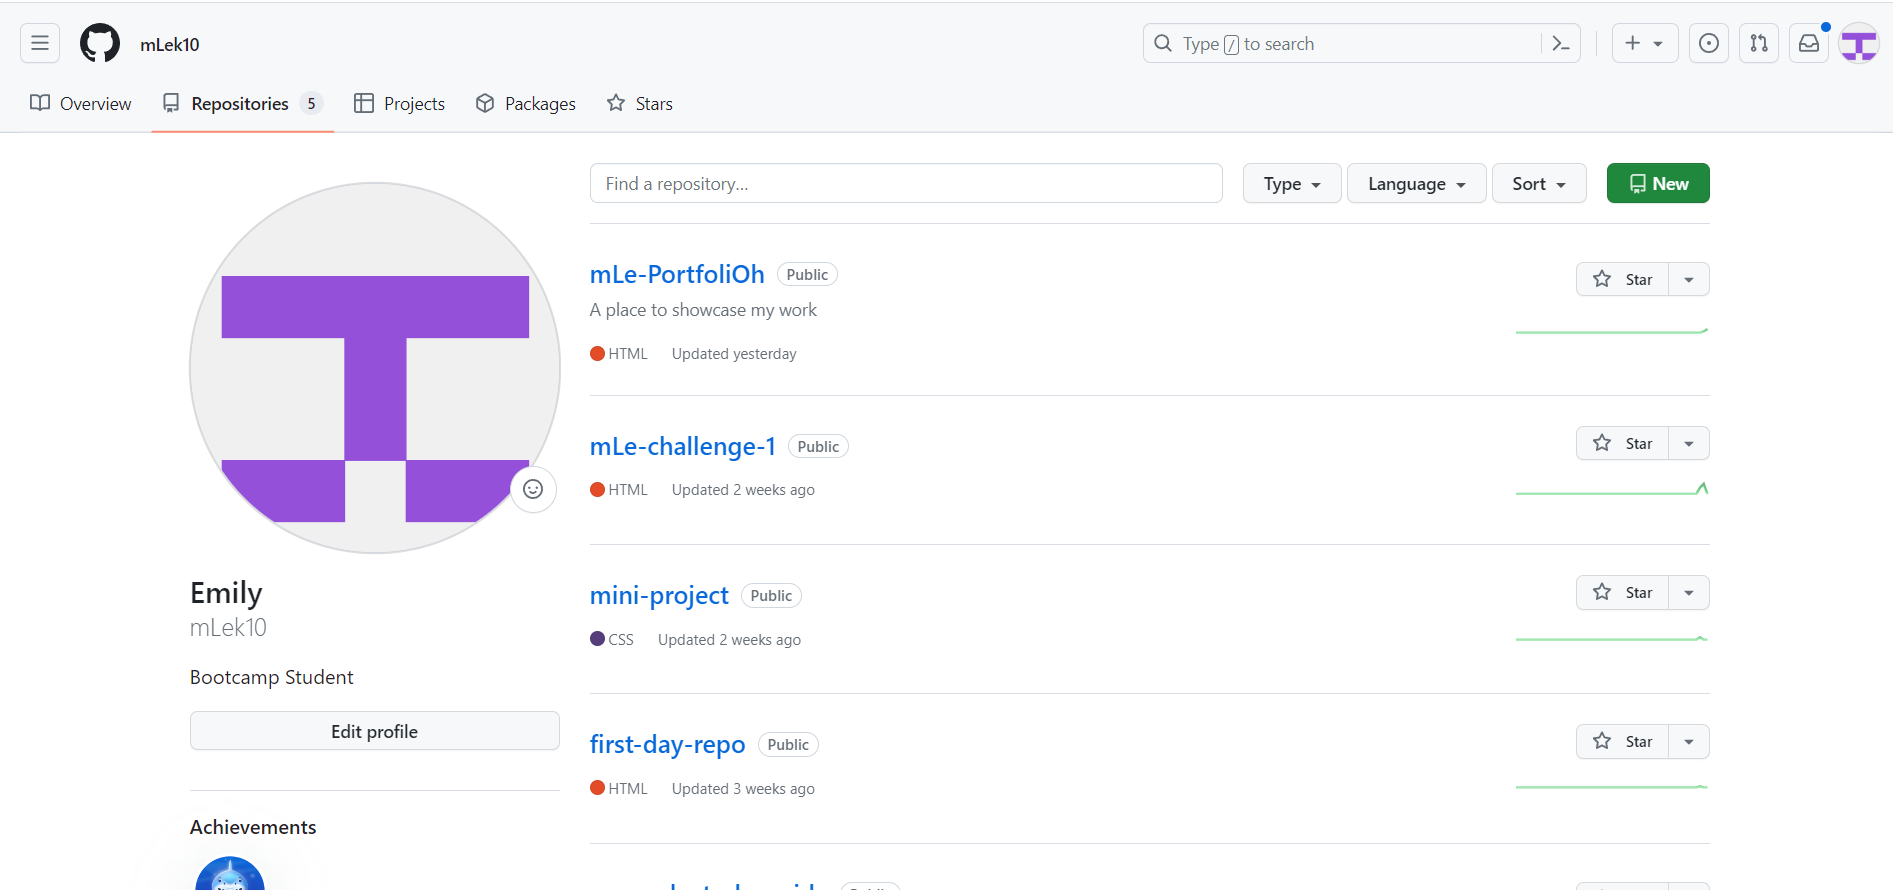 mLek10
Type / to search
Overview
Repositories 5
Projects
Packages
Stars
Find a repository...
Type
Language
Sort
New
Emily
mLek10
Bootcamp Student
Edit profile
Achievements
mLe-PortfoliOh Public
Star
A place to showcase my work
HTML Updated yesterday
mLe-challenge-1 Public
Star
HTML Updated 2 weeks ago
mini-project Public
Star
CSS Updated 2 weeks ago
first-day-repo Public
Star
HTML Updated 3 weeks ago